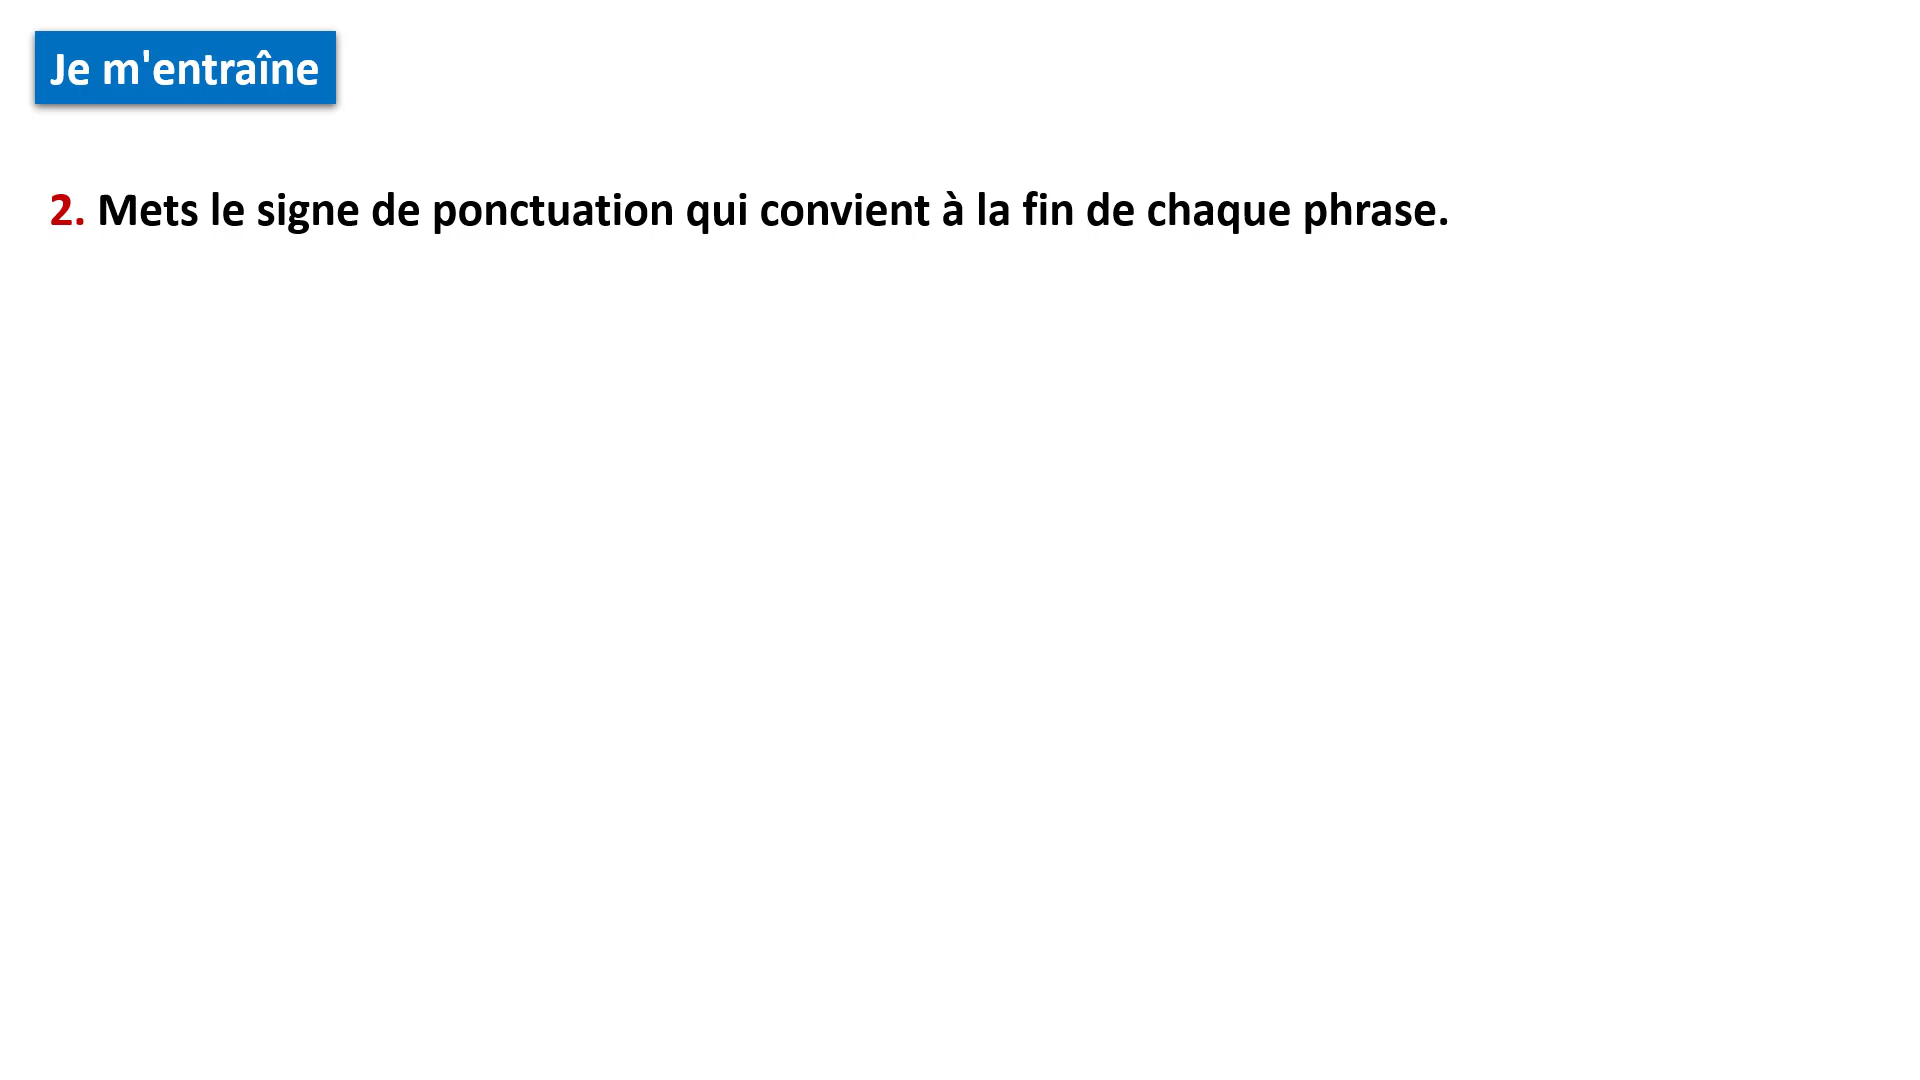 Je m'entraîne
2. Mets le signe de ponctuation qui convient à la fin de chaque phrase.